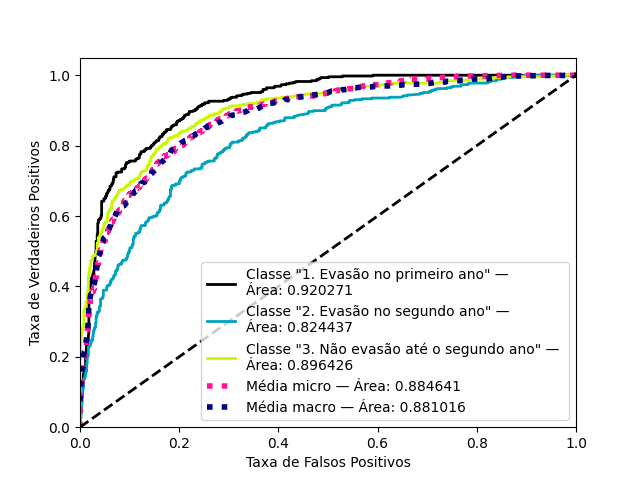 1.0
0.8
0.6
0.4
0.2
0.0
Taxa de Verdadeiros Positivos
Classe "1. Evasão no primeiro ano" —
Área: 0.920271
Classe "2. Evasão no segundo ano" —
Área: 0.824437
Classe "3. Não evasão até o segundo ano" —
Área: 0.896426
Média micro — Área: 0.884641
Média macro — Área: 0.881016
0.0 0.2 0.4 0.6 0.8 1.0
Taxa de Falsos Positivos